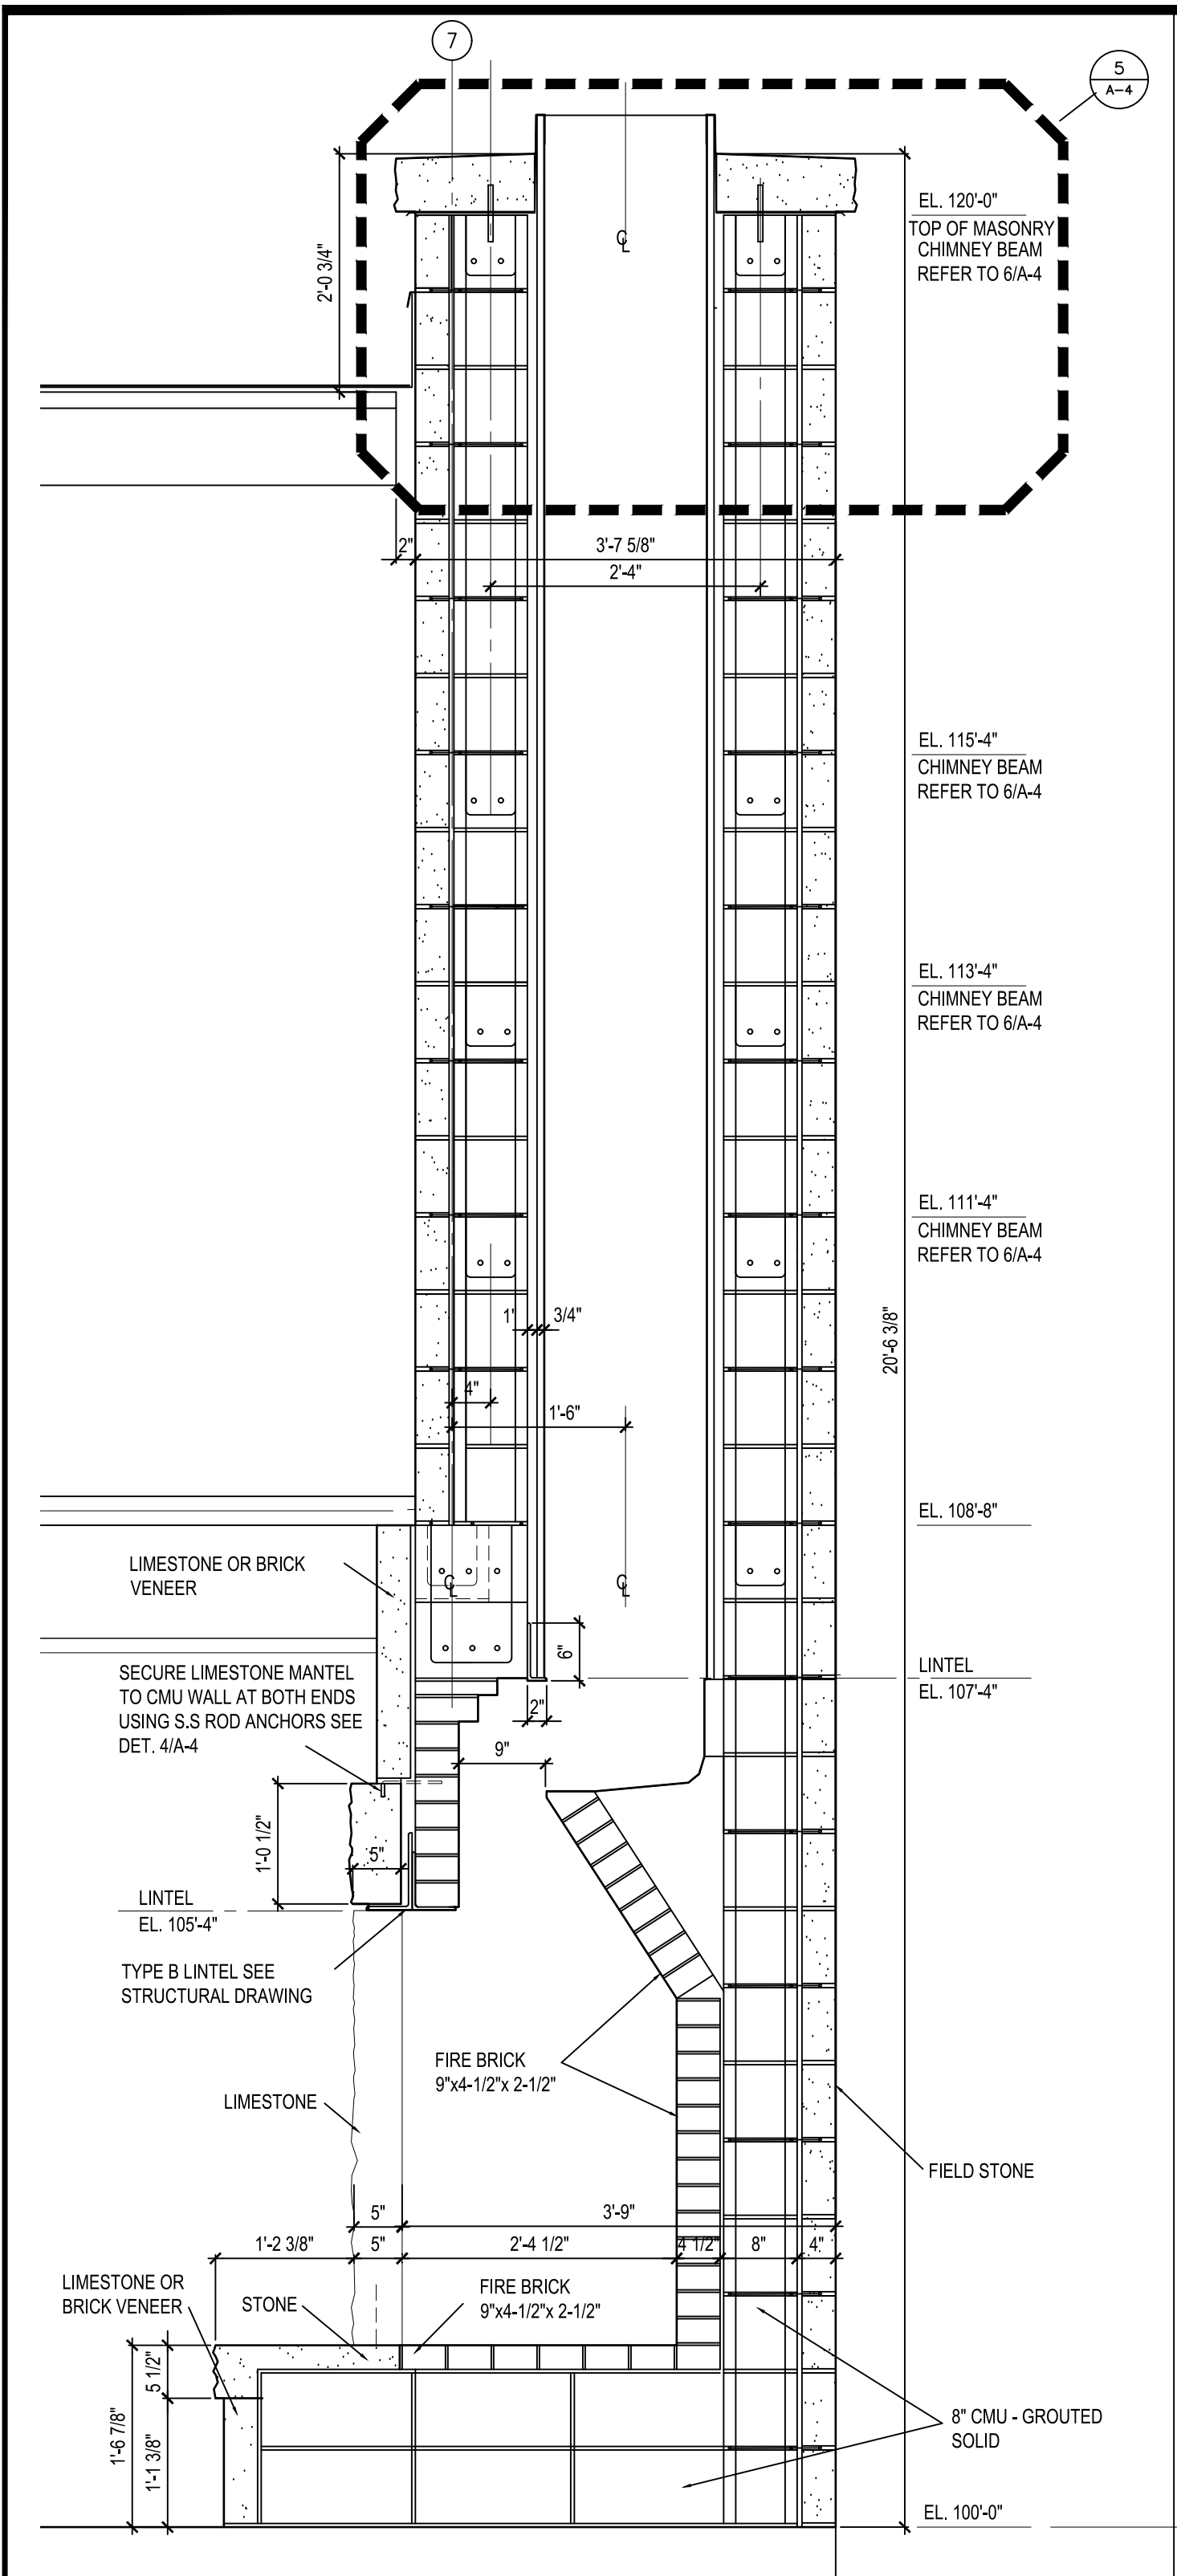 7
5
A-4
EL. 120'-0"
TOP OF MASONRY
CHIMNEY BEAM
REFER TO 6/A-4
2'-0 3/4"
CL
2"
3'-7 5/8"
2'-4"
EL. 115'-4"
CHIMNEY BEAM
REFER TO 6/A-4
EL. 113'-4"
CHIMNEY BEAM
REFER TO 6/A-4
EL. 111'-4"
CHIMNEY BEAM
REFER TO 6/A-4
1'
3/4"
20'-6 3/8"
4"
1'-6"
EL. 108'-8"
LIMESTONE OR BRICK
VENEER
CL
CL
6"
LINTEL
EL. 107'-4"
SECURE LIMESTONE MANTEL
TO CMU WALL AT BOTH ENDS
USING S.S ROD ANCHORS SEE
DET. 4/A-4
2"
9"
1'-0 1/2"
5"
LINTEL
EL. 105'-4"
TYPE B LINTEL SEE
STRUCTURAL DRAWING
FIRE BRICK
9"x4-1/2"x 2-1/2"
LIMESTONE
FIELD STONE
5"
3'-9"
1'-2 3/8"
5"
2'-4 1/2"
4 1/2"
8"
4"
LIMESTONE OR
BRICK VENEER
STONE
FIRE BRICK
9"x4-1/2"x 2-1/2"
5 1/2"
1'-6 7/8"
1'-1 3/8"
8" CMU - GROUTED
SOLID
EL. 100'-0"